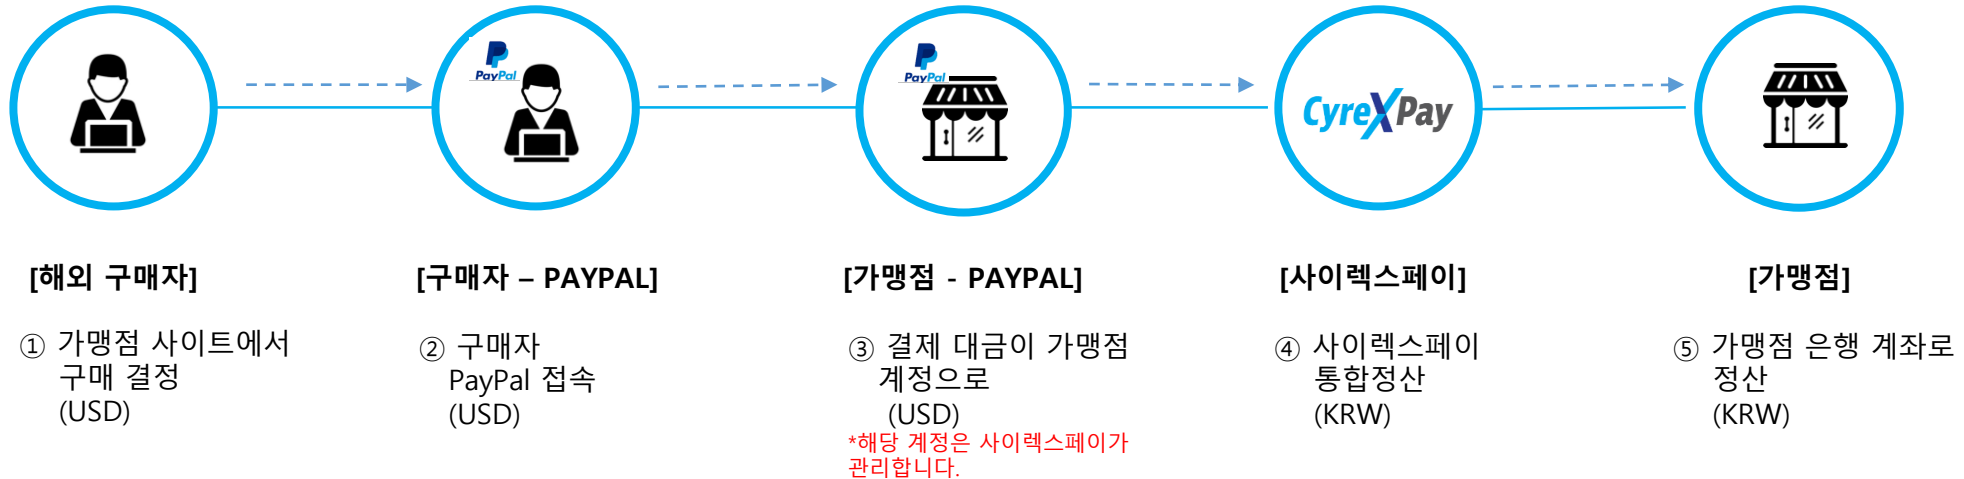 PayPal
PayPal
CyreXPay
[해외 구매자]
[구매자 – PAYPAL]
[가맹점 - PAYPAL]
[사이렉스페이]
[가맹점]
① 가맹점 사이트에서
구매 결정
(USD)
② 구매자
PayPal 접속
(USD)
③ 결제 대금이 가맹점
계정으로
(USD)
*해당 계정은 사이렉스페이가
관리합니다.
④ 사이렉스페이
통합정산
(KRW)
⑤ 가맹점 은행 계좌로
정산
(KRW)